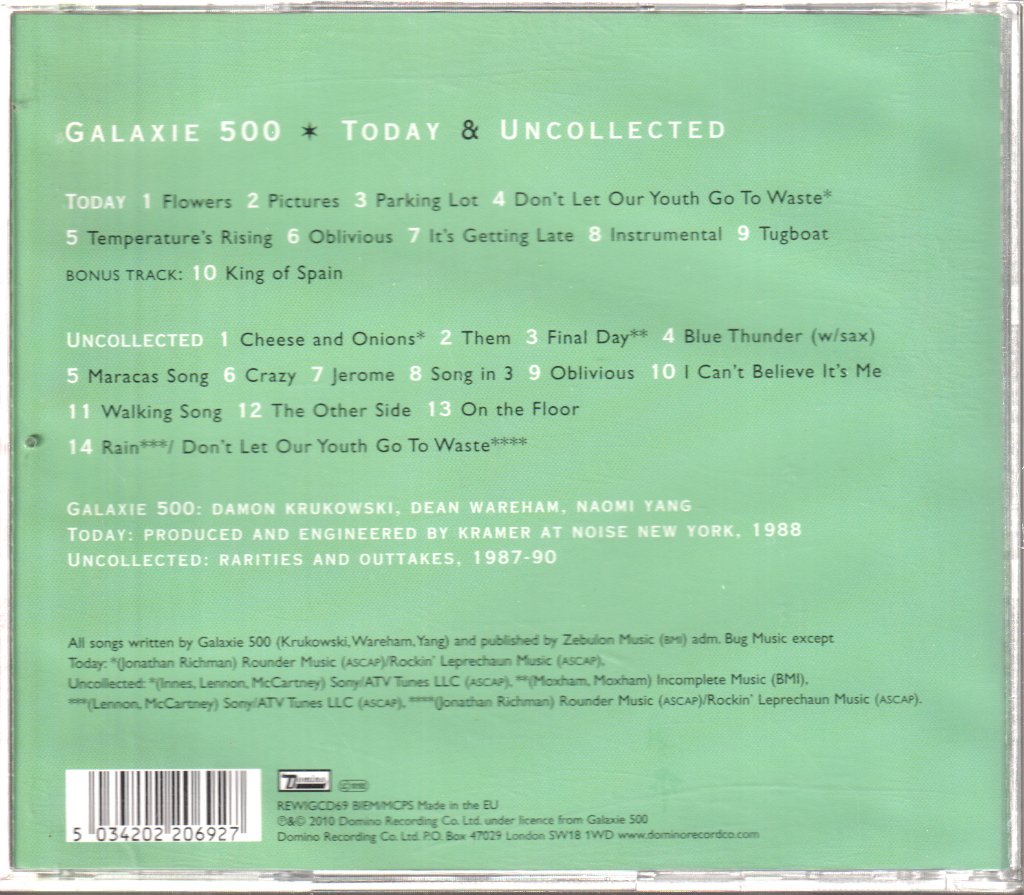 GALAXIE 500 ✶ TODAY & UNCOLLECTED
TODAY 1 Flowers 2 Pictures 3 Parking Lot 4 Don't Let Our Youth Go To Waste*
5 Temperature's Rising 6 Oblivious 7 It's Getting Late 8 Instrumental 9 Tugboat
BONUS TRACK: 10 King of Spain
UNCOLLECTED 1 Cheese and Onions* 2 Them 3 Final Day** 4 Blue Thunder (w/sax)
5 Maracas Song 6 Crazy 7 Jerome 8 Song in 3 9 Oblivious 10 I Can't Believe It's Me
11 Walking Song 12 The Other Side 13 On the Floor
14 Rain***/ Don't Let Our Youth Go To Waste****
GALAXIE 500: DAMON KRUKOWSKI, DEAN WAREHAM, NAOMI YANG
TODAY: PRODUCED AND ENGINEERED BY KRAMER AT NOISE NEW YORK, 1988
UNCOLLECTED: RARITIES AND OUTTAKES, 1987-90
All songs written by Galaxie 500 (Krukowski, Wareham, Yang) and published by Zebulon Music (BMI) adm. Bug Music except
Today: *(Jonathan Richman) Rounder Music (ASCAP)/Rockin' Leprechaun Music (ASCAP),
Uncollected: *(Innes, Lennon, McCartney) Sony/ATV Tunes LLC (ASCAP), **(Moxham, Moxham) Incomplete Music (BMI),
***(Lennon, McCartney) Sony/ATV Tunes LLC (ASCAP), ****(Jonathan Richman) Rounder Music (ASCAP)/Rockin' Leprechaun Music (ASCAP).
Domino
REWIGCD69 BIEM/MCPS Made in the EU
℗&© 2010 Domino Recording Co. Ltd. under licence from Galaxie 500
Domino Recording Co. Ltd. P.O. Box 47029 London SW18 1WD www.dominorecordco.com
5 034202 206927